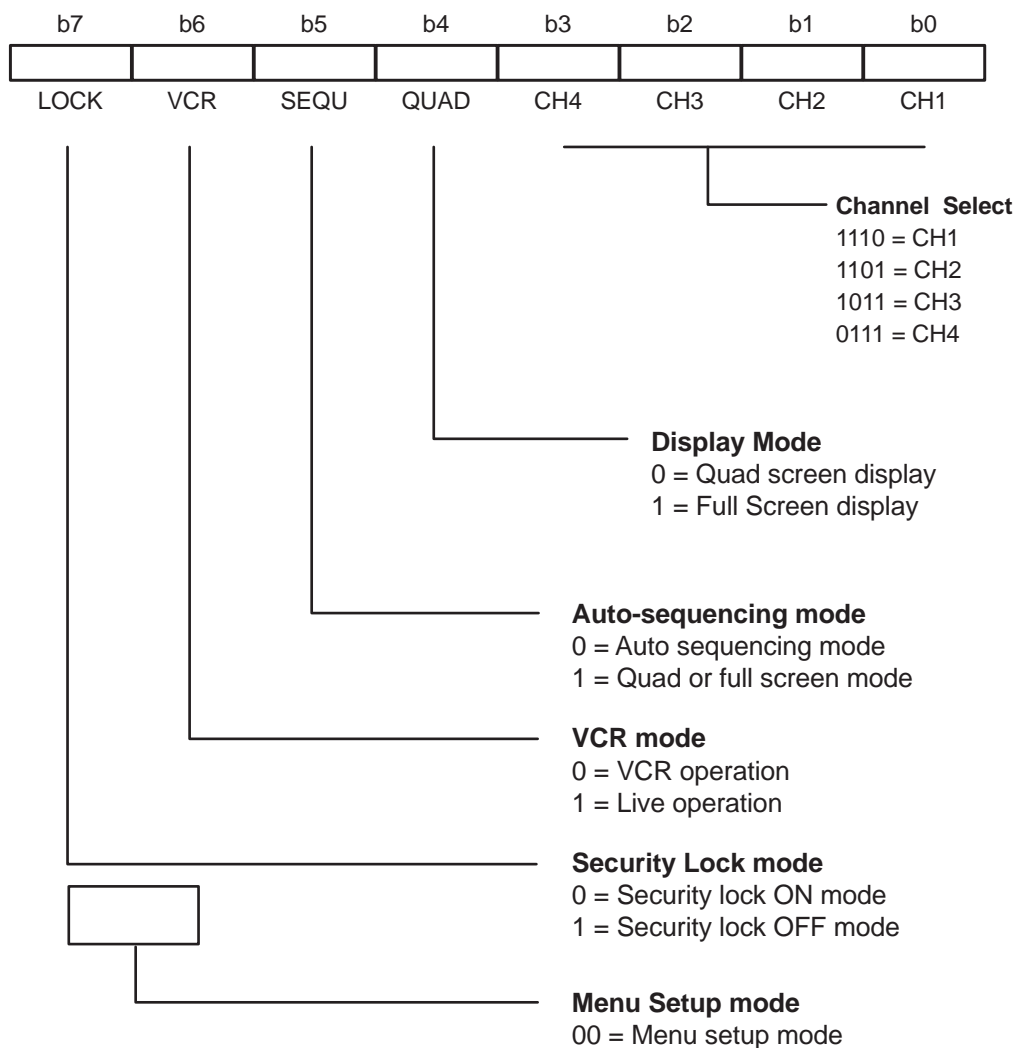 b7 b6 b5 b4 b3 b2 b1 b0
LOCK VCR SEQU QUAD CH4 CH3 CH2 CH1
Channel Select
1110 = CH1
1101 = CH2
1011 = CH3
0111 = CH4
Display Mode
0 = Quad screen display
1 = Full Screen display
Auto-sequencing mode
0 = Auto sequencing mode
1 = Quad or full screen mode
VCR mode
0 = VCR operation
1 = Live operation
Security Lock mode
0 = Security lock ON mode
1 = Security lock OFF mode
Menu Setup mode
00 = Menu setup mode